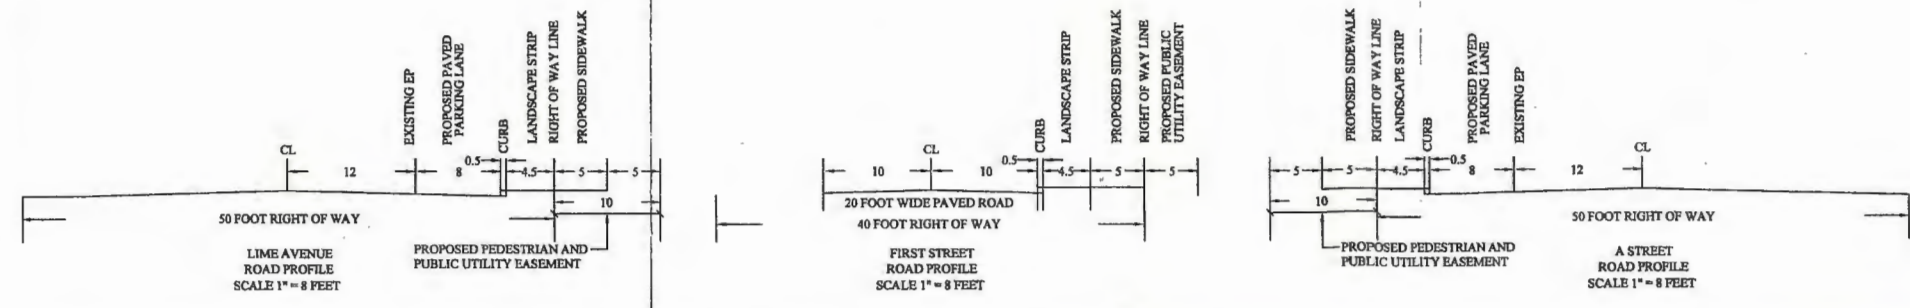 EXISTING EP
PROPOSED PAVED
PARKING LANE
CURB
LANDSCAPE STRIP
RIGHT OF WAY LINE
PROPOSED SIDEWALK
CL
12
8
0.5
4.5
5
5
10
50 FOOT RIGHT OF WAY
LIME AVENUE
ROAD PROFILE
SCALE 1" = 8 FEET
PROPOSED PEDESTRIAN AND
PUBLIC UTILITY EASEMENT
CURB
LANDSCAPE STRIP
PROPOSED SIDEWALK
RIGHT OF WAY LINE
PROPOSED PUBLIC
UTILITY EASEMENT
CL
10
10
0.5
4.5
5
5
20 FOOT WIDE PAVED ROAD
40 FOOT RIGHT OF WAY
FIRST STREET
ROAD PROFILE
SCALE 1" = 8 FEET
PROPOSED SIDEWALK
RIGHT OF WAY LINE
LANDSCAPE STRIP
CURB
PROPOSED PAVED
PARKING LANE
EXISTING EP
CL
5
5
4.5
0.5
8
12
10
50 FOOT RIGHT OF WAY
PROPOSED PEDESTRIAN AND
PUBLIC UTILITY EASEMENT
A STREET
ROAD PROFILE
SCALE 1" = 8 FEET